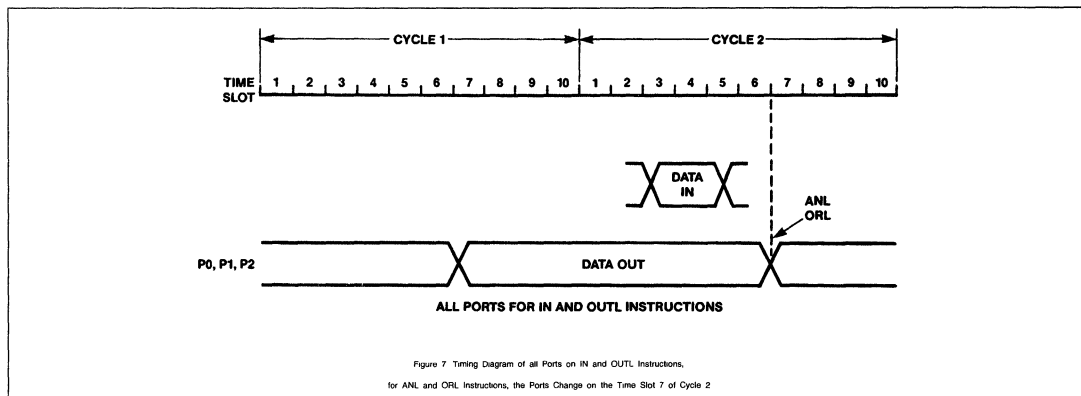 CYCLE 1 CYCLE 2
TIME SLOT 1 2 3 4 5 6 7 8 9 10 1 2 3 4 5 6 7 8 9 10
DATA
IN
ANL
ORL
P0, P1, P2 DATA OUT
ALL PORTS FOR IN AND OUTL INSTRUCTIONS
Figure 7 Timing Diagram of all Ports on IN and OUTL Instructions,
for ANL and ORL Instructions, the Ports Change on the Time Slot 7 of Cycle 2